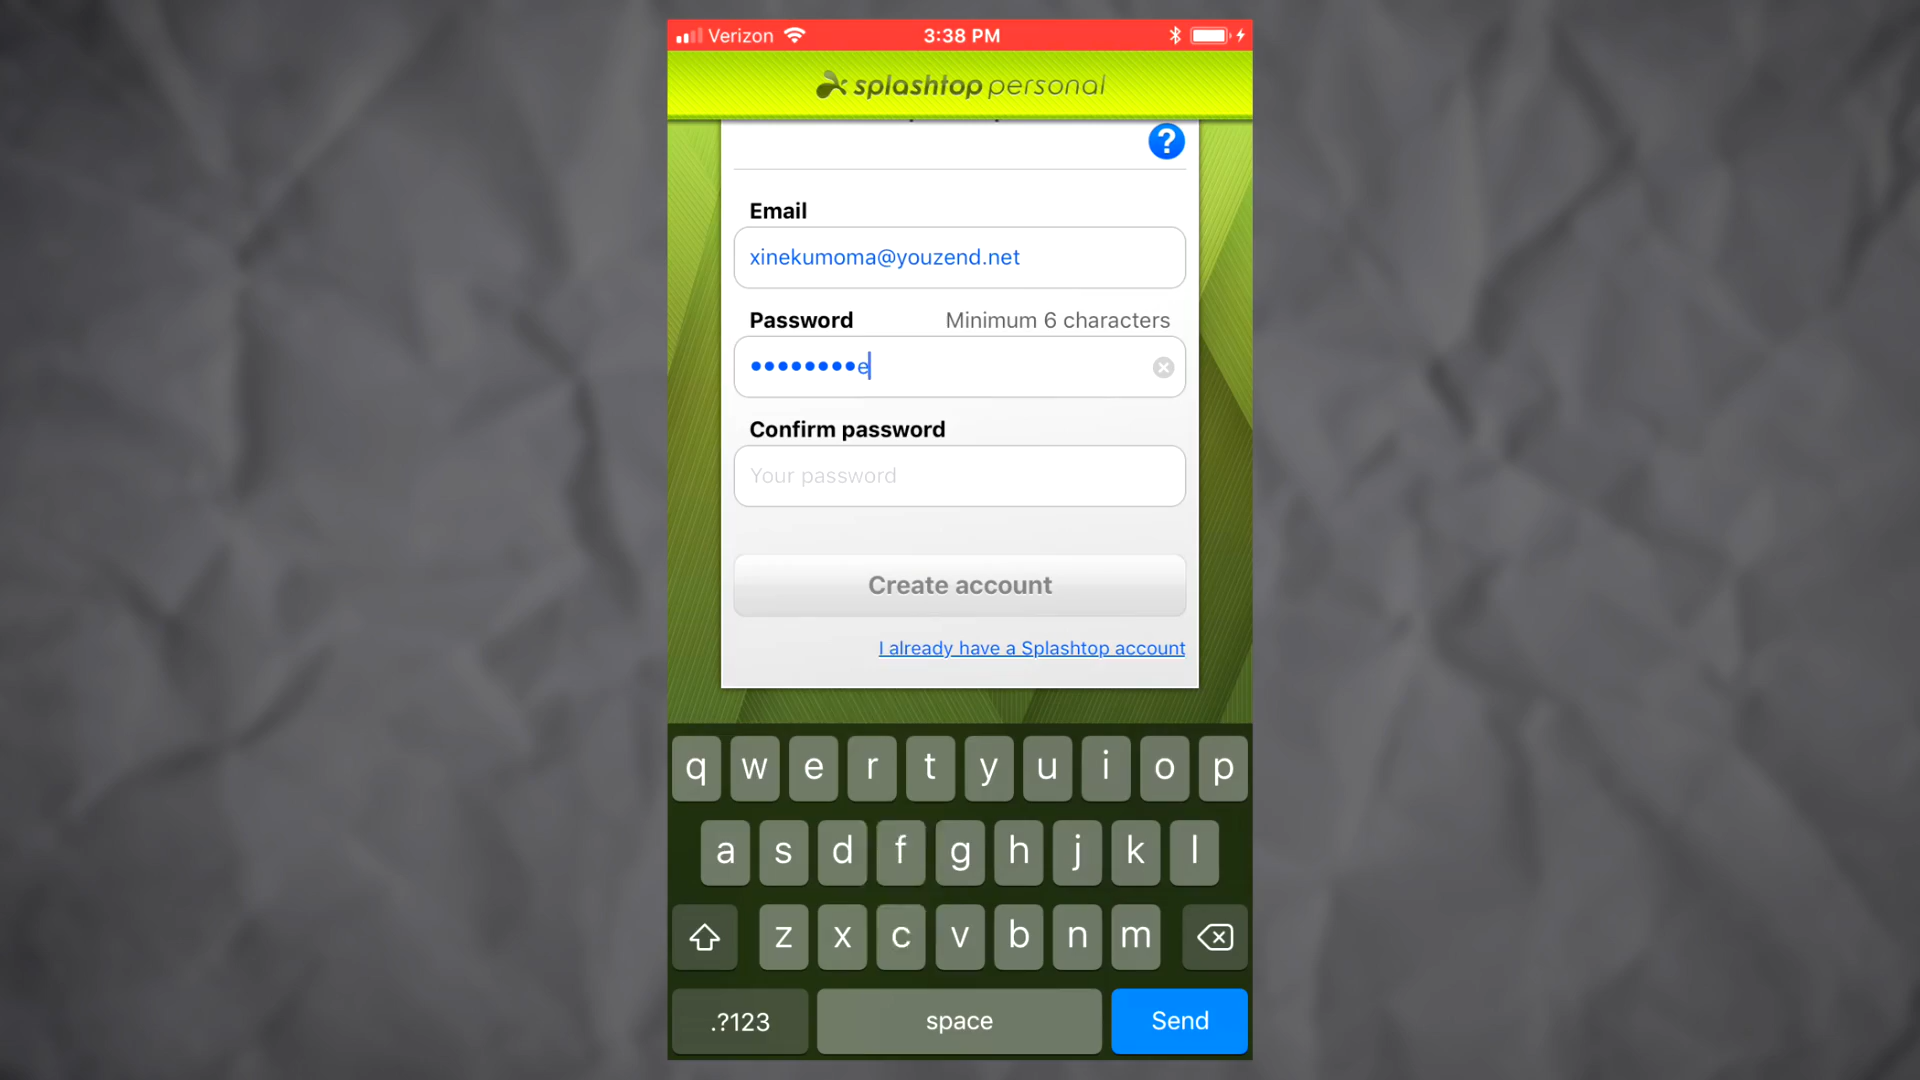 Verizon 3:38 PM
splashtop personal
?
Email
xinekumoma@youzend.net
Password Minimum 6 characters
••••••••e
Confirm password
Your password
Create account
I already have a Splashtop account
q w e r t y u i o p
a s d f g h j k l
z x c v b n m
.?123 space Send